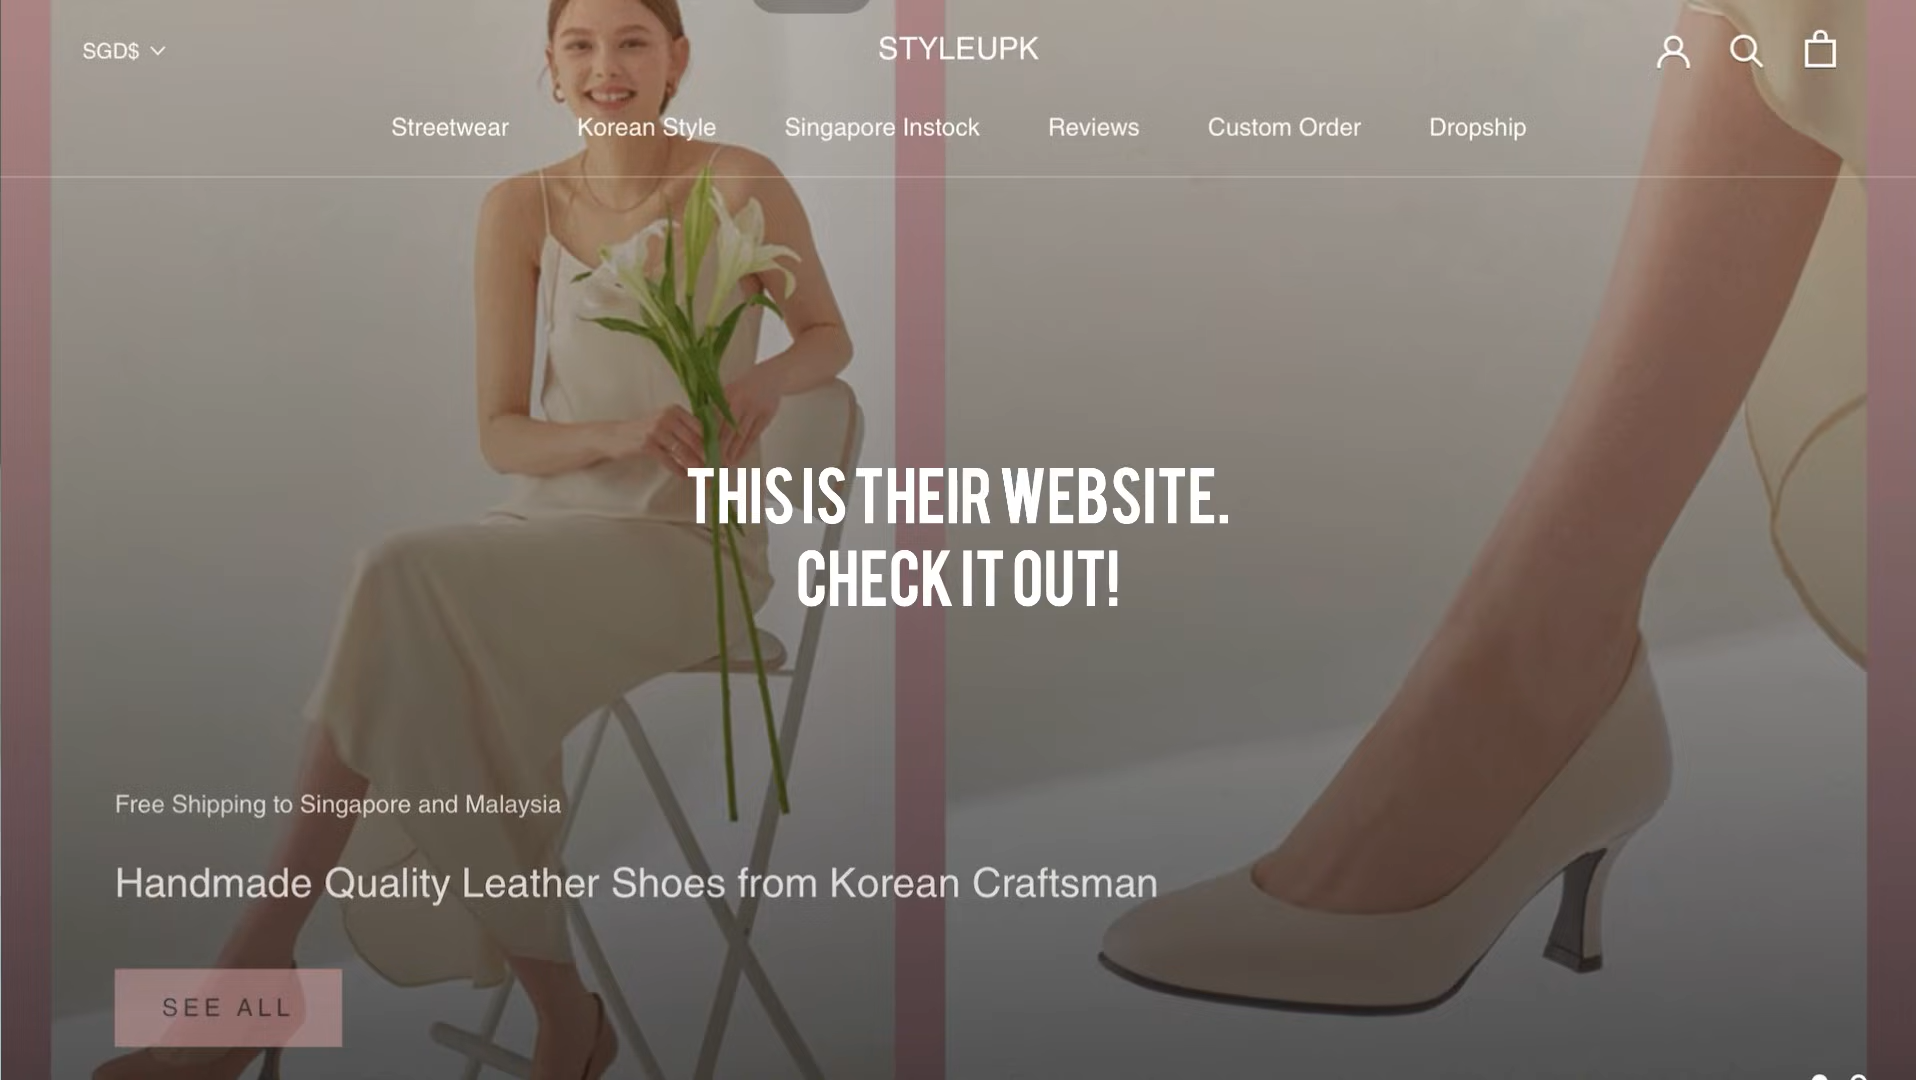 SGD$
STYLEUPK
Streetwear
Korean Style
Singapore Instock
Reviews
Custom Order
Dropship
THIS IS THEIR WEBSITE.
CHECK IT OUT!
Free Shipping to Singapore and Malaysia
Handmade Quality Leather Shoes from Korean Craftsman
SEE ALL